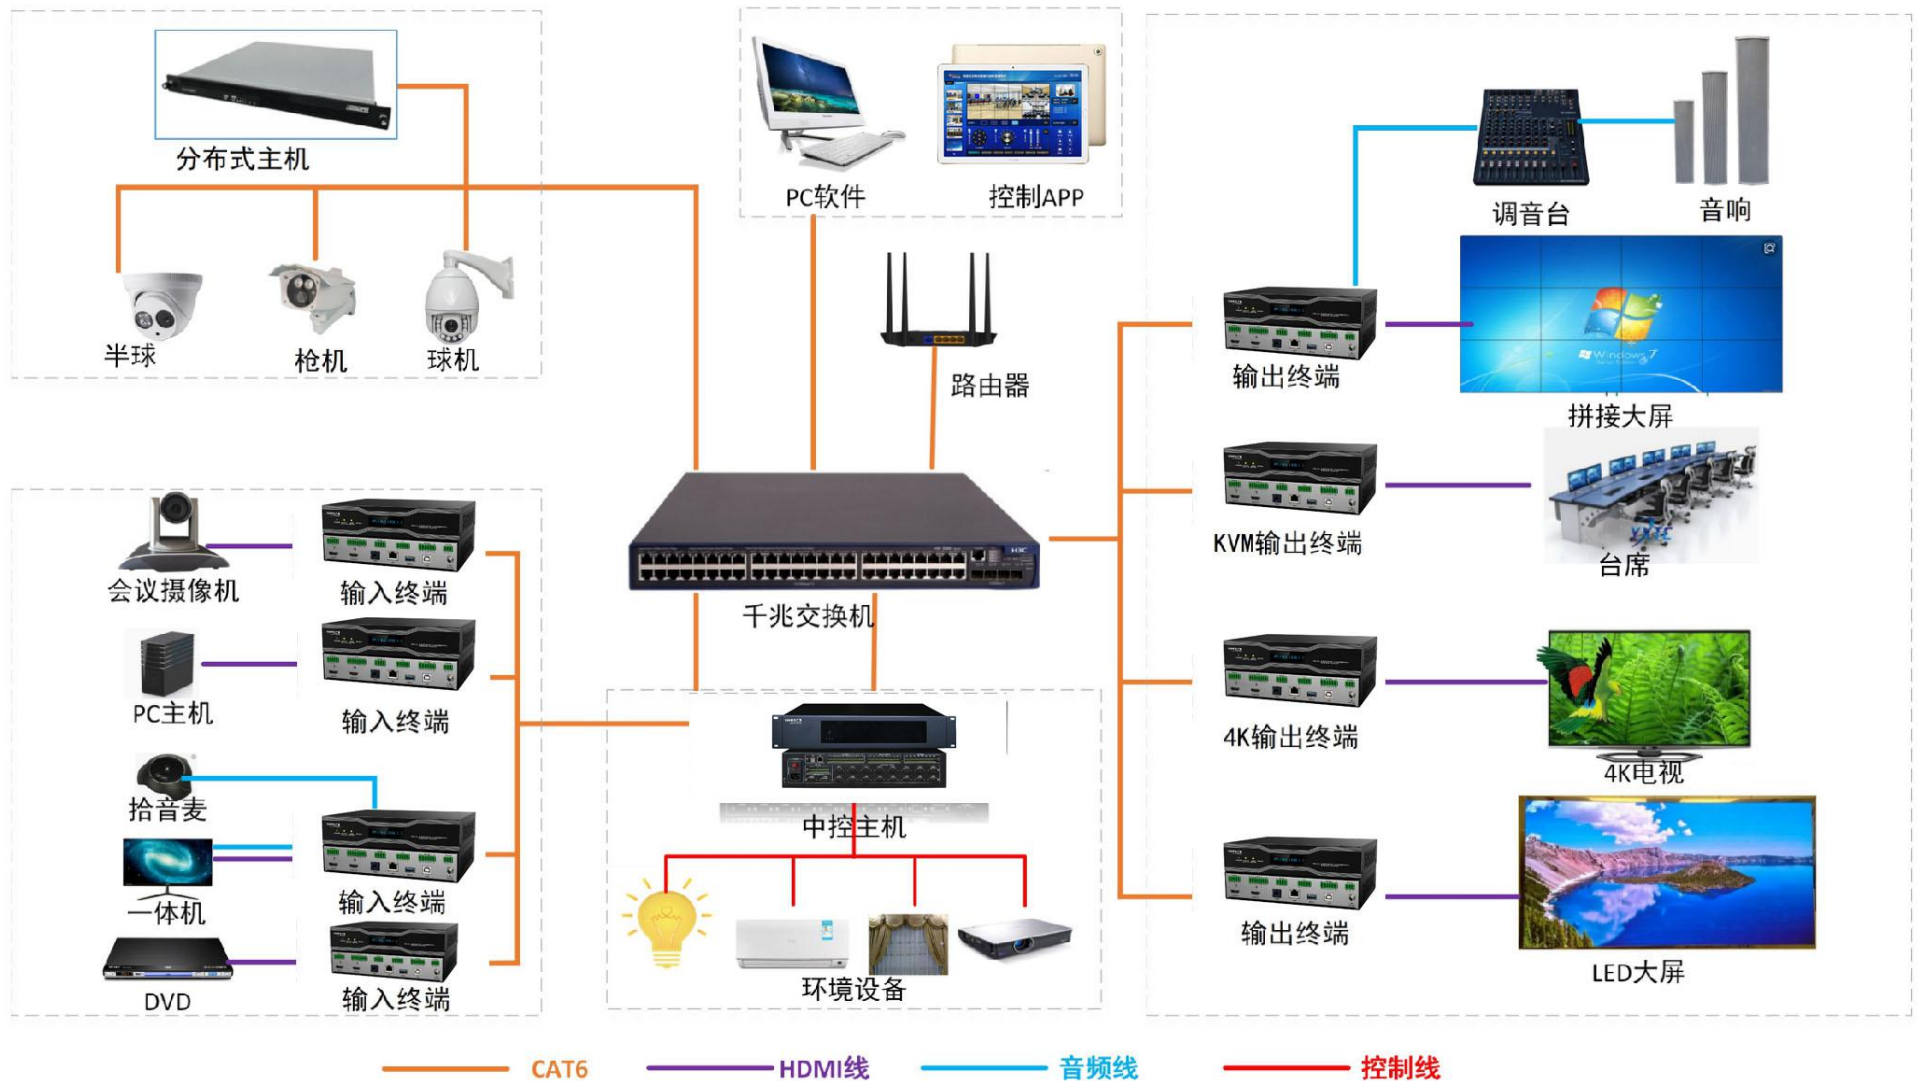 分布式主机
半球
枪机
球机
PC软件
控制APP
路由器
调音台
音响
Windows 7
输出终端
拼接大屏
KVM输出终端
台席
4K输出终端
4K电视
输出终端
LED大屏
H3C
千兆交换机
会议摄像机
输入终端
PC主机
输入终端
拾音麦
一体机
输入终端
DVD
输入终端
中控主机
环境设备
CAT6
HDMI线
音频线
控制线